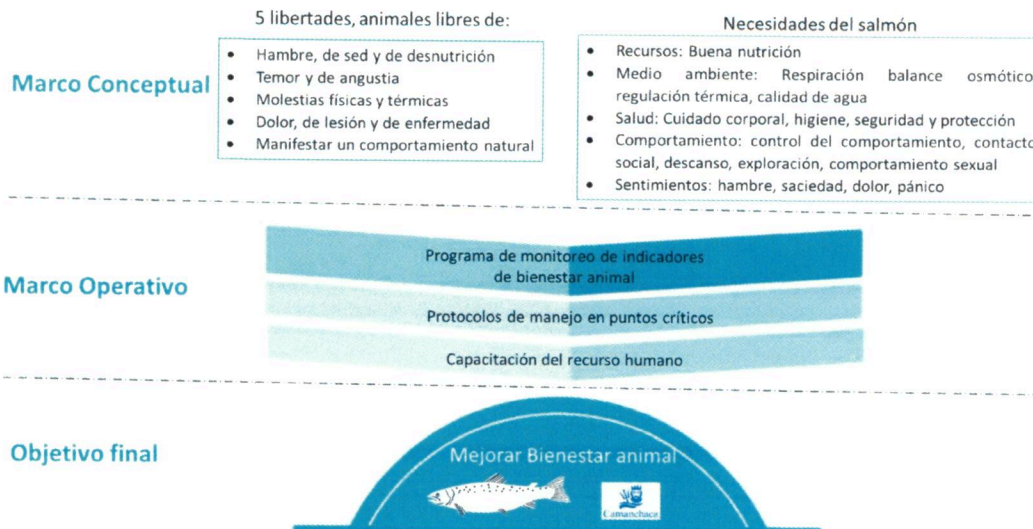 5 libertades, animales libres de:
Necesidades del salmón
Marco Conceptual
• Hambre, de sed y de desnutrición
• Temor y de angustia
• Molestias físicas y térmicas
• Dolor, de lesión y de enfermedad
• Manifestar un comportamiento natural
• Recursos: Buena nutrición
• Medio ambiente: Respiración balance osmótico
regulación térmica, calidad de agua
• Salud: Cuidado corporal, higiene, seguridad y protección
• Comportamiento: control del comportamiento, contacto
social, descanso, exploración, comportamiento sexual
• Sentimientos: hambre, saciedad, dolor, pánico
Marco Operativo
Programa de monitoreo de indicadores
de bienestar animal
Protocolos de manejo en puntos críticos
Capacitación del recurso humano
Objetivo final
Mejorar Bienestar animal
Camanchaca